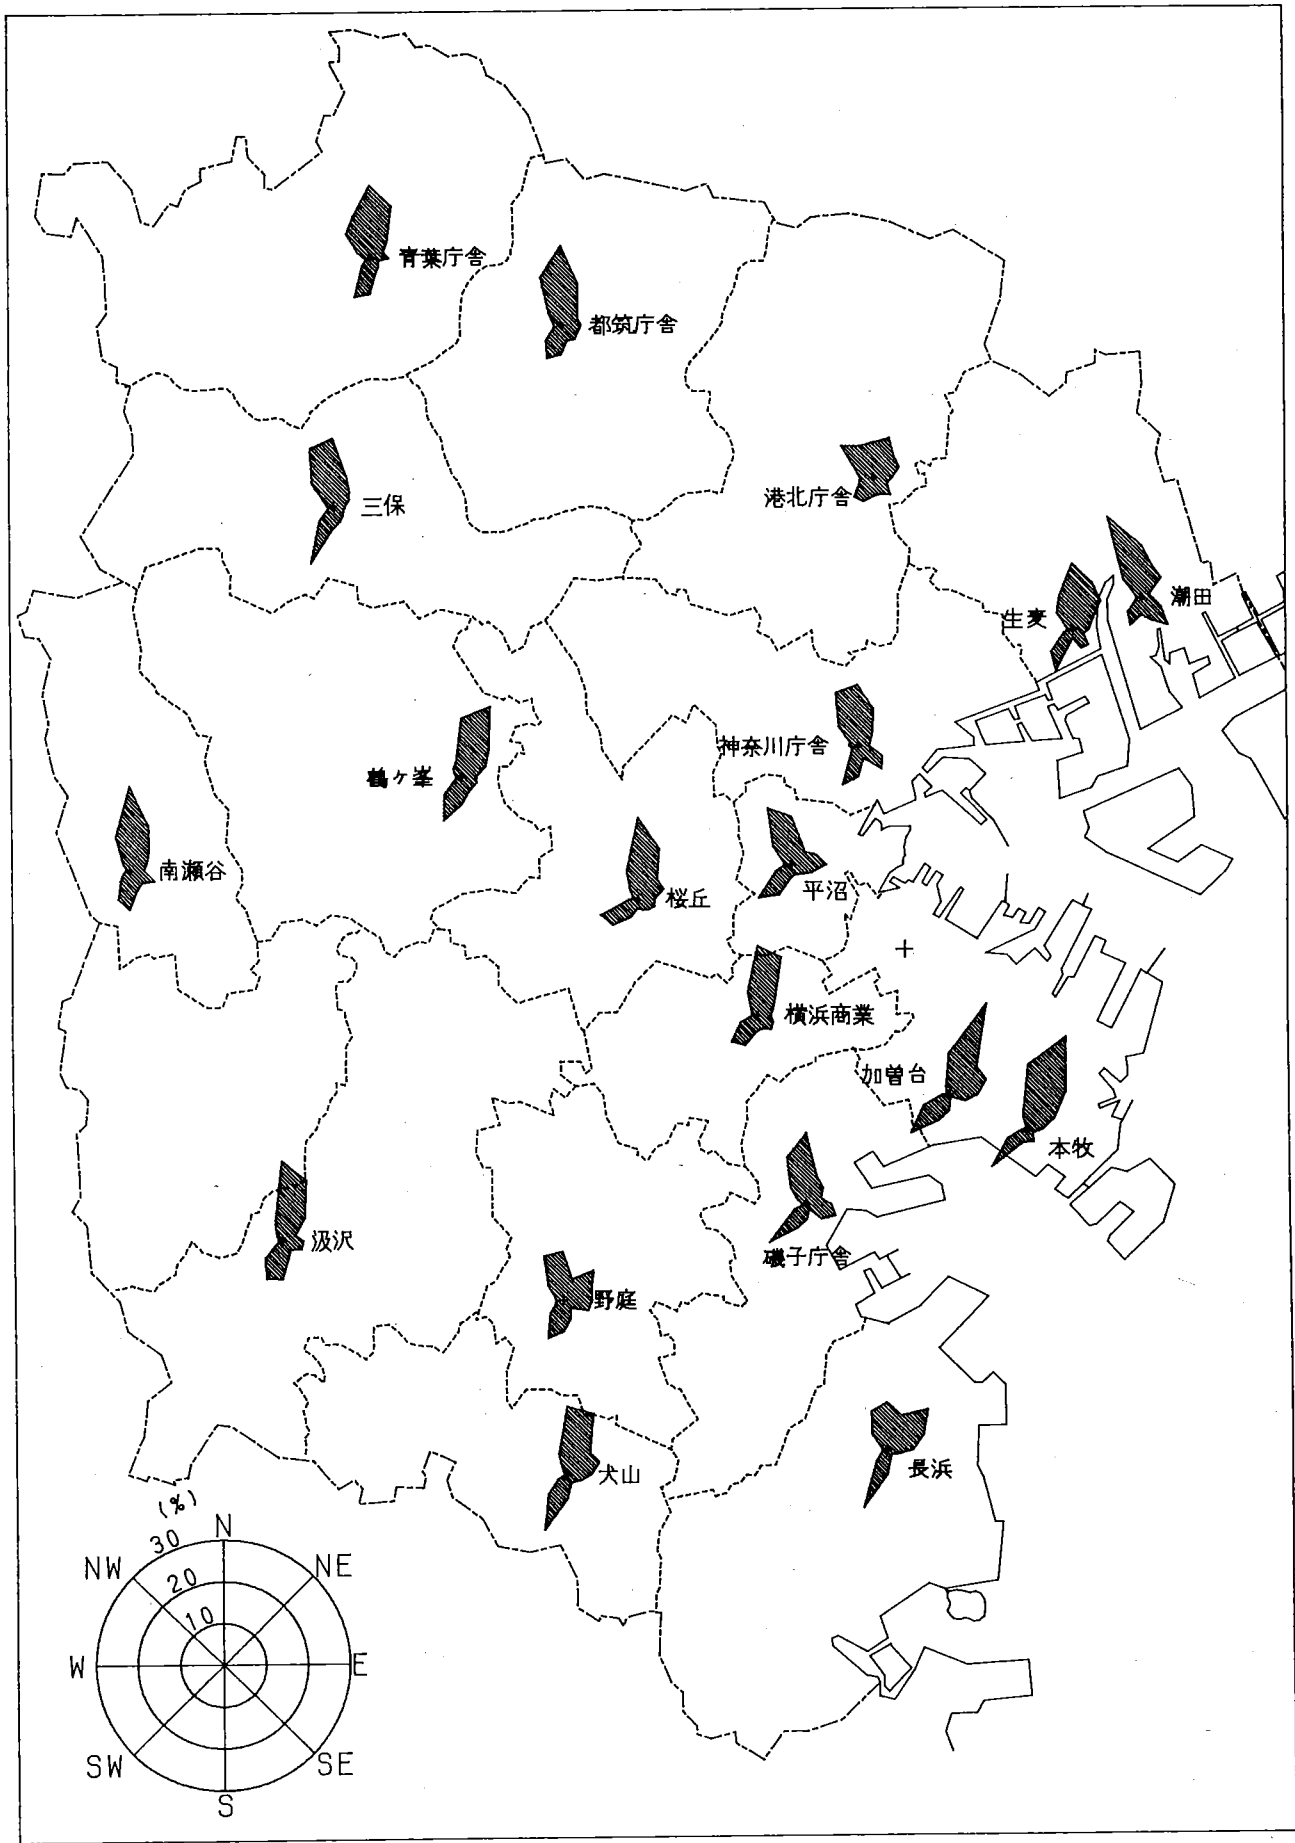 青葉庁舎
都筑庁舎
三保
港北庁舎
潮田
生麦
神奈川庁舎
鶴ヶ峯
南瀬谷
桜丘
平沼
横浜商業
加曽台
本牧
汲沢
磯子庁舎
野庭
犬山
長浜
(%)
30
20
10
N
NW
NE
W
E
SW
SE
S